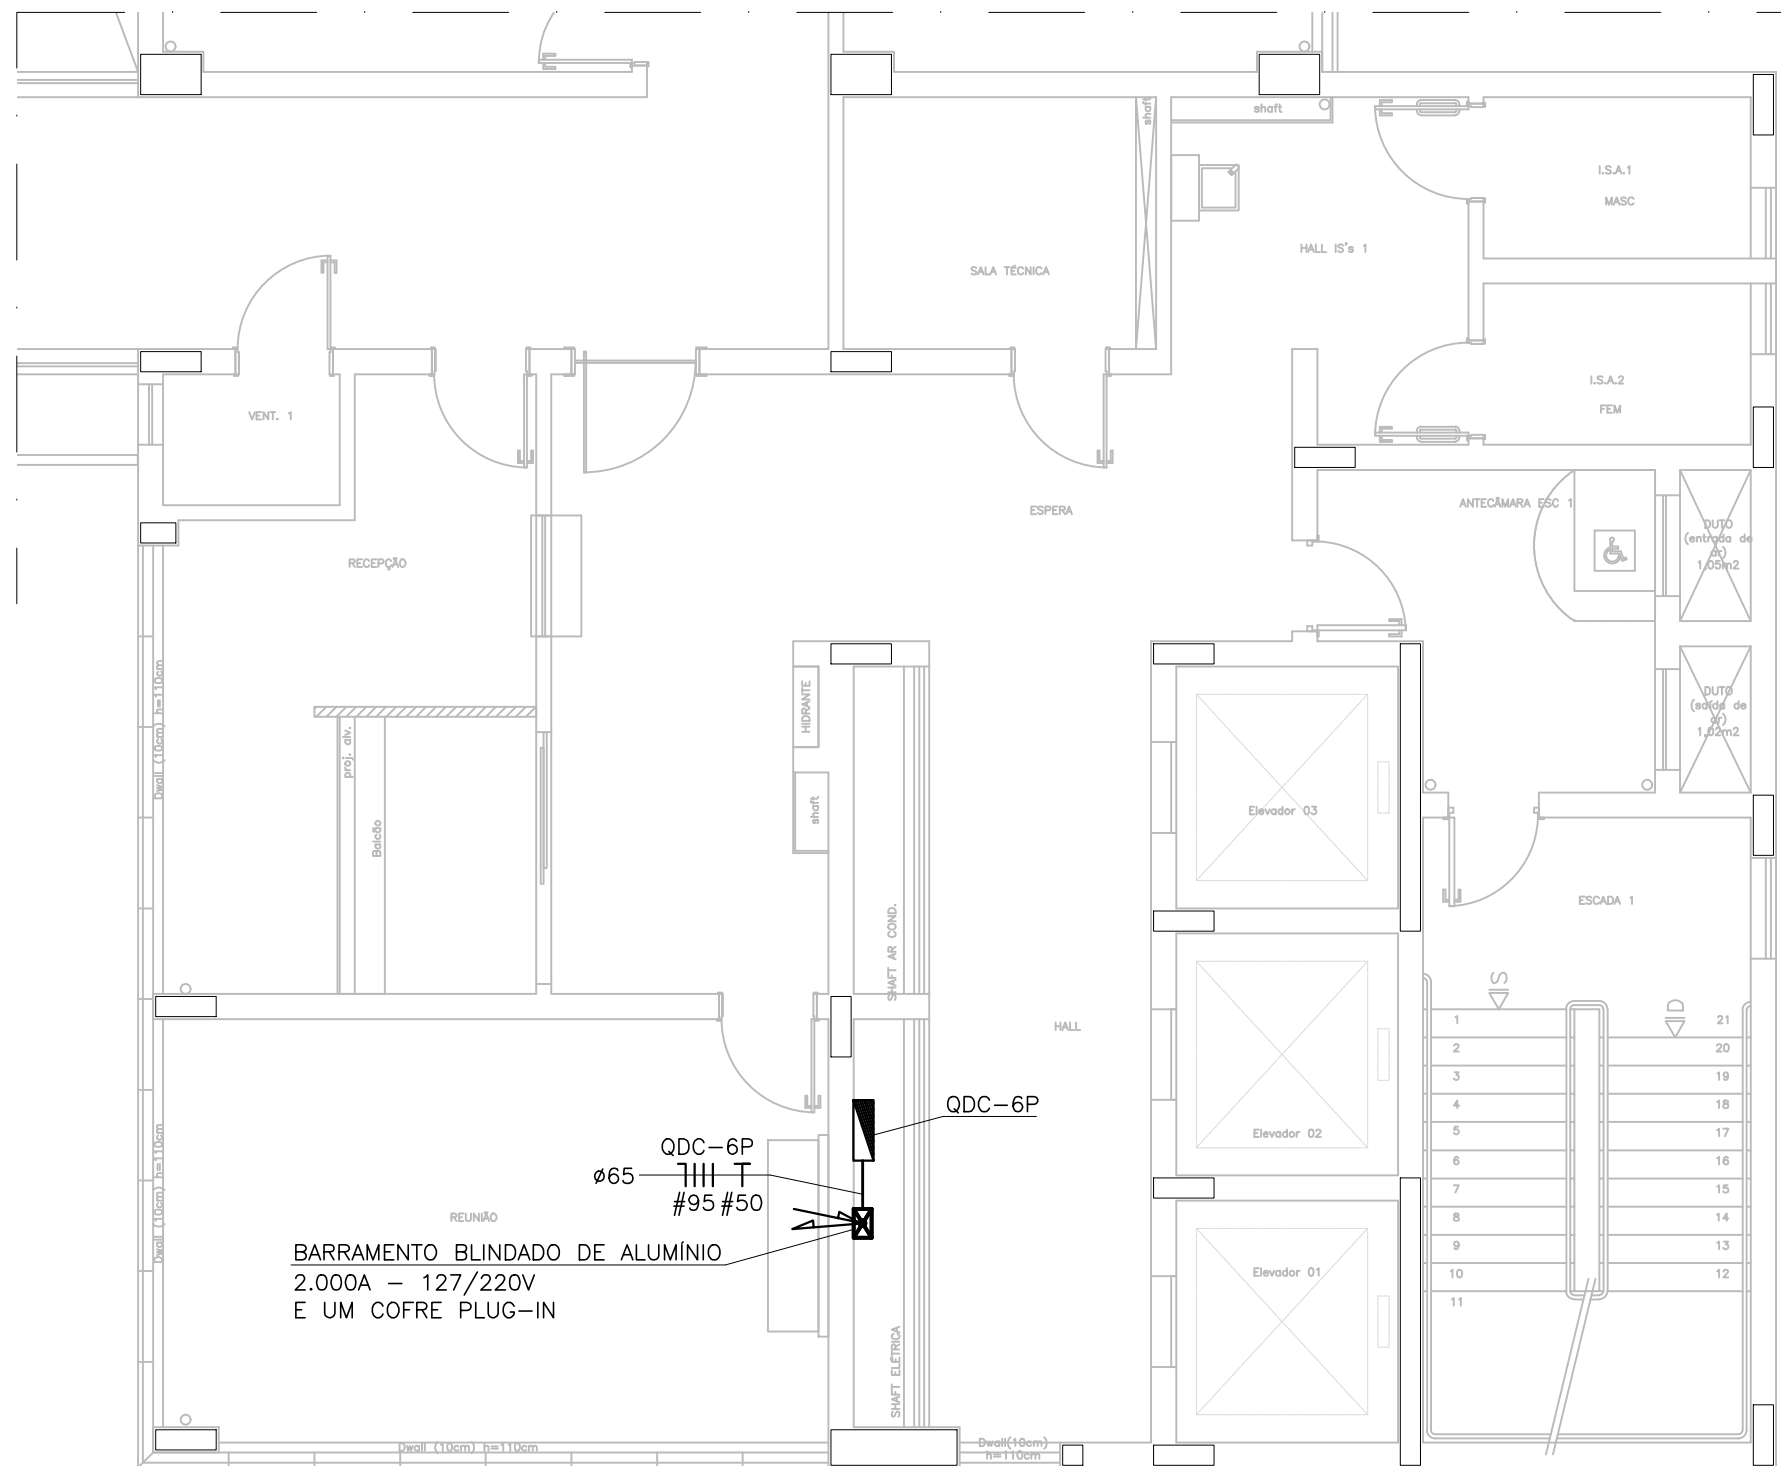 shaft
shaft
I.S.A.1
MASC
HALL IS's 1
SALA TÉCNICA
I.S.A.2
FEM
VENT. 1
ESPERA
ANTECÂMARA ESC 1
DUTO
(entrada de
ar)
1,05m2
RECEPÇÃO
HIDRANTE
shaft
Dwall (10cm) h=110cm
proj. alv.
Balcão
DUTO
(saída de
ar)
1,02m2
Elevador 03
ESCADA 1
SHAFT AR COND.
S
D
HALL
1
2
3
4
5
6
7
8
9
10
11
21
20
19
18
17
16
15
14
13
12
QDC-6P
QDC-6P
ø65
#95 #50
Elevador 02
Dwall (10cm) h=110cm
REUNIÃO
BARRAMENTO BLINDADO DE ALUMÍNIO
2.000A - 127/220V
E UM COFRE PLUG-IN
Elevador 01
SHAFT ELÉTRICA
Dwall (10cm) h=110cm
Dwall(10cm)
h=110cm